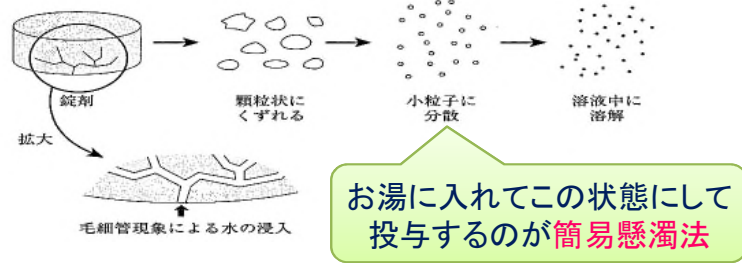 錠剤
顆粒状に
くずれる
小粒子に
分散
溶液中に
溶解
拡大
毛細管現象による水の浸入
お湯に入れてこの状態にして
投与するのが簡易懸濁法